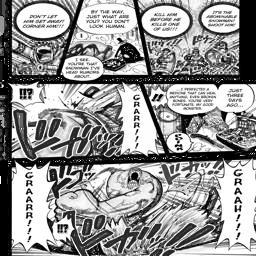 IT'S THE
ABOMINABLE
SNOWMAN!
SHOOT HIM!
KILL HIM
BEFORE HE
KILLS ONE
OF US!!!
BY THE WAY,
JUST WHAT ARE
YOU? YOU DON'T
LOOK HUMAN.
I SEE,
YOU'RE THAT
SNOWMAN I'VE
HEARD RUMORS
ABOUT.
DON'T LET
HIM GET AWAY!
CORNER HIM!!!
JUST
THREE
DAYS
AGO...
I PERFECTED A
MEDICINE THAT CAN HEAL
ANYTHING, EVEN BROKEN
BONES. YOU'RE VERY
FORTUNATE, MY GOOD
MONSTER.
!!
GRARR!!!
!!?
GRAAH!!!
!!?
GRAARR!!!